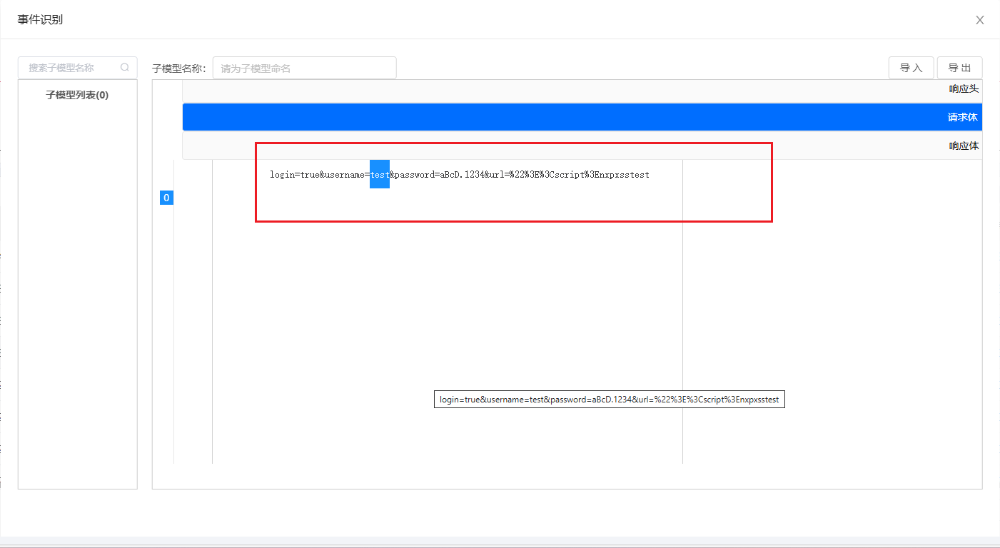 事件识别
搜索子模型名称
子模型名称：
请为子模型命名
导入
导出
子模型列表(0)
响应头
请求体
响应体
login=true&username=test&password=aBcD.1234&url=%22%3E%3Cscript%3Enxpxsstest
0
login=true&username=test&password=aBcD.1234&url=%22%3E%3Cscript%3Enxpxsstest